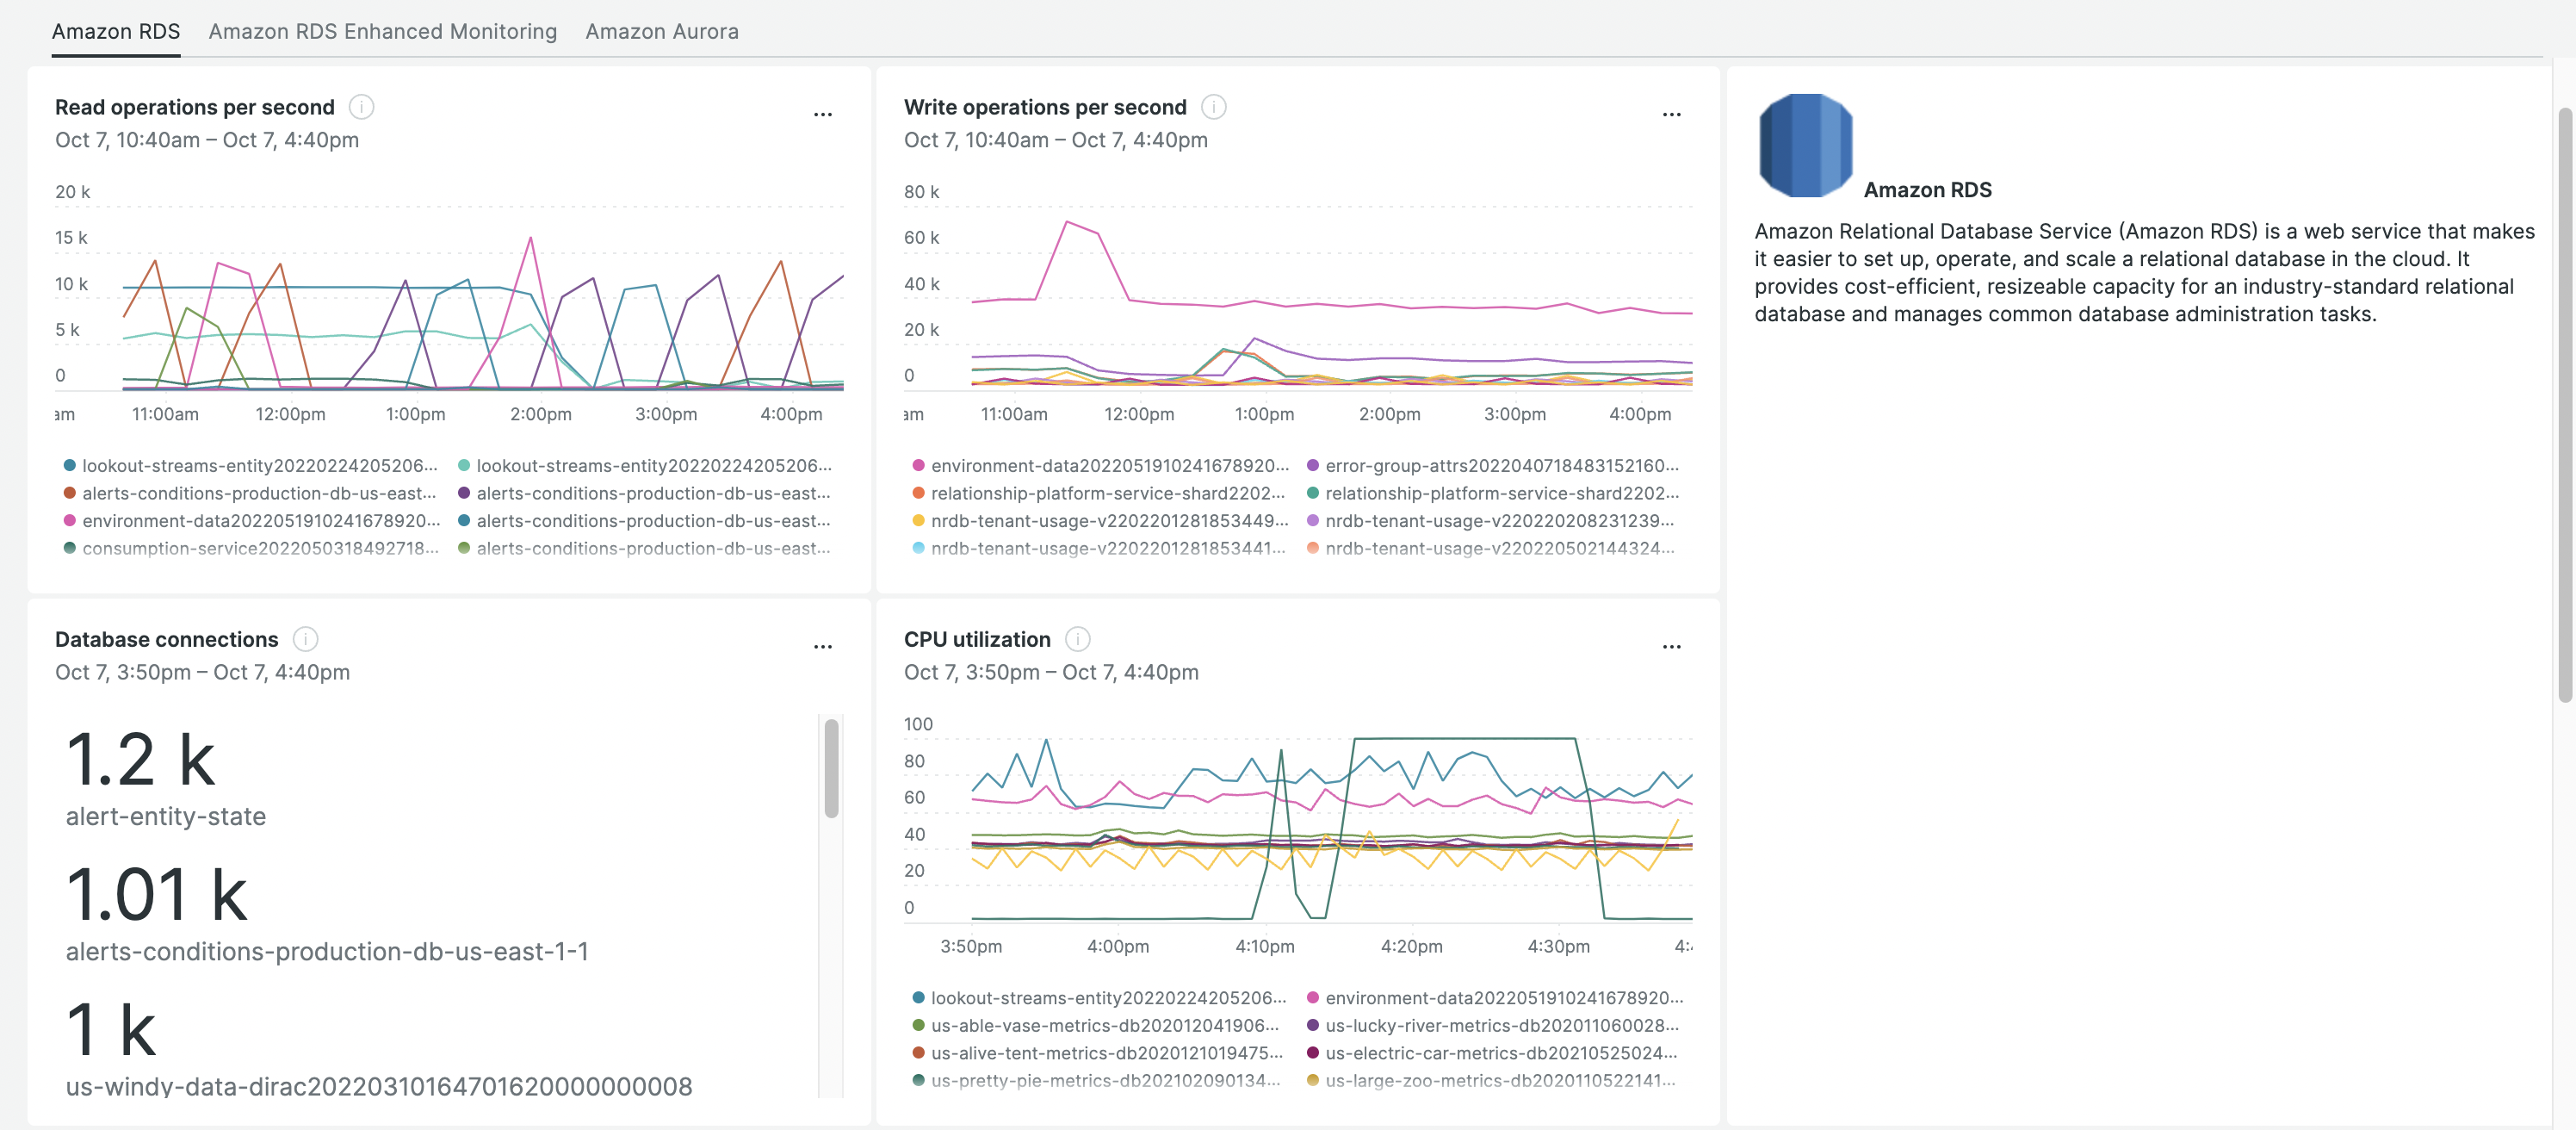 Amazon RDS
Amazon RDS Enhanced Monitoring
Amazon Aurora
Read operations per second
Oct 7, 10:40am – Oct 7, 4:40pm
20 k
15 k
10 k
5 k
0
am 11:00am 12:00pm 1:00pm 2:00pm 3:00pm 4:00pm
lookout-streams-entity20220224205206... lookout-streams-entity20220224205206...
alerts-conditions-production-db-us-east... alerts-conditions-production-db-us-east...
environment-data2022051910241678920... alerts-conditions-production-db-us-east...
consumption-service2022050318492718... alerts-conditions-production-db-us-east...
Write operations per second
Oct 7, 10:40am – Oct 7, 4:40pm
80 k
60 k
40 k
20 k
0
am 11:00am 12:00pm 1:00pm 2:00pm 3:00pm 4:00pm
environment-data2022051910241678920... error-group-attrs2022040718483152160...
relationship-platform-service-shard2202... relationship-platform-service-shard2202...
nrdb-tenant-usage-v2202201281853449... nrdb-tenant-usage-v220220208231239...
nrdb-tenant-usage-v2202201281853441... nrdb-tenant-usage-v220220502144324...
Amazon RDS
Amazon Relational Database Service (Amazon RDS) is a web service that makes
it easier to set up, operate, and scale a relational database in the cloud. It
provides cost-efficient, resizeable capacity for an industry-standard relational
database and manages common database administration tasks.
Database connections
Oct 7, 3:50pm – Oct 7, 4:40pm
1.2 k
alert-entity-state
1.01 k
alerts-conditions-production-db-us-east-1-1
1 k
us-windy-data-dirac20220310164701620000000008
CPU utilization
Oct 7, 3:50pm – Oct 7, 4:40pm
100
80
60
40
20
0
3:50pm 4:00pm 4:10pm 4:20pm 4:30pm 4:
lookout-streams-entity20220224205206... environment-data2022051910241678920...
us-able-vase-metrics-db202012041906... us-lucky-river-metrics-db202011060028...
us-alive-tent-metrics-db2020121019475... us-electric-car-metrics-db20210525024...
us-pretty-pie-metrics-db202102090134... us-large-zoo-metrics-db2020110522141...